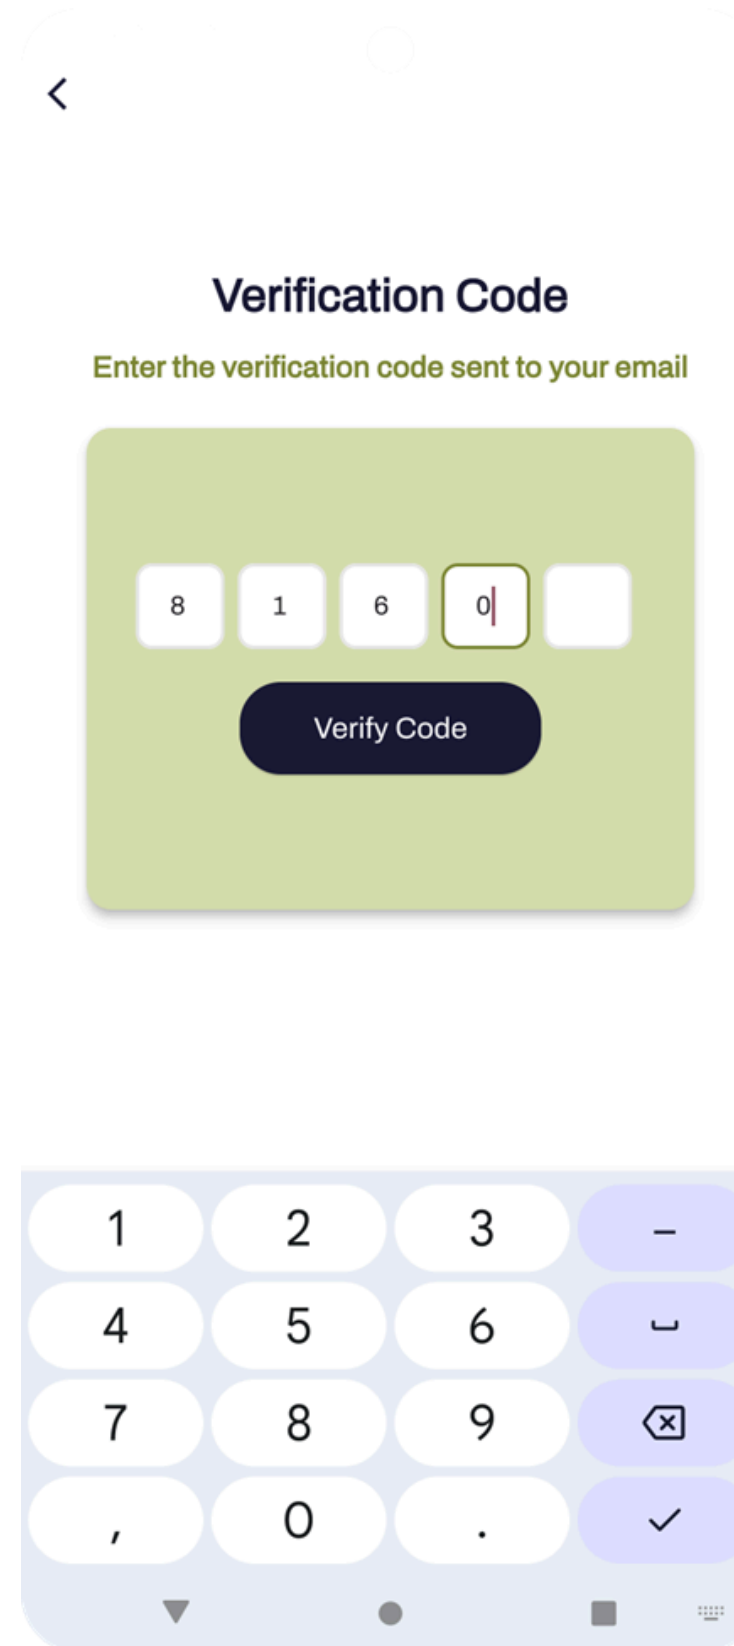 Verification Code
Enter the verification code sent to your email
8 1 6 0
Verify Code
1 2 3 –
4 5 6
7 8 9
, 0 .